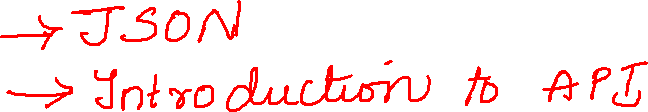 → JSON
→ Introduction to API